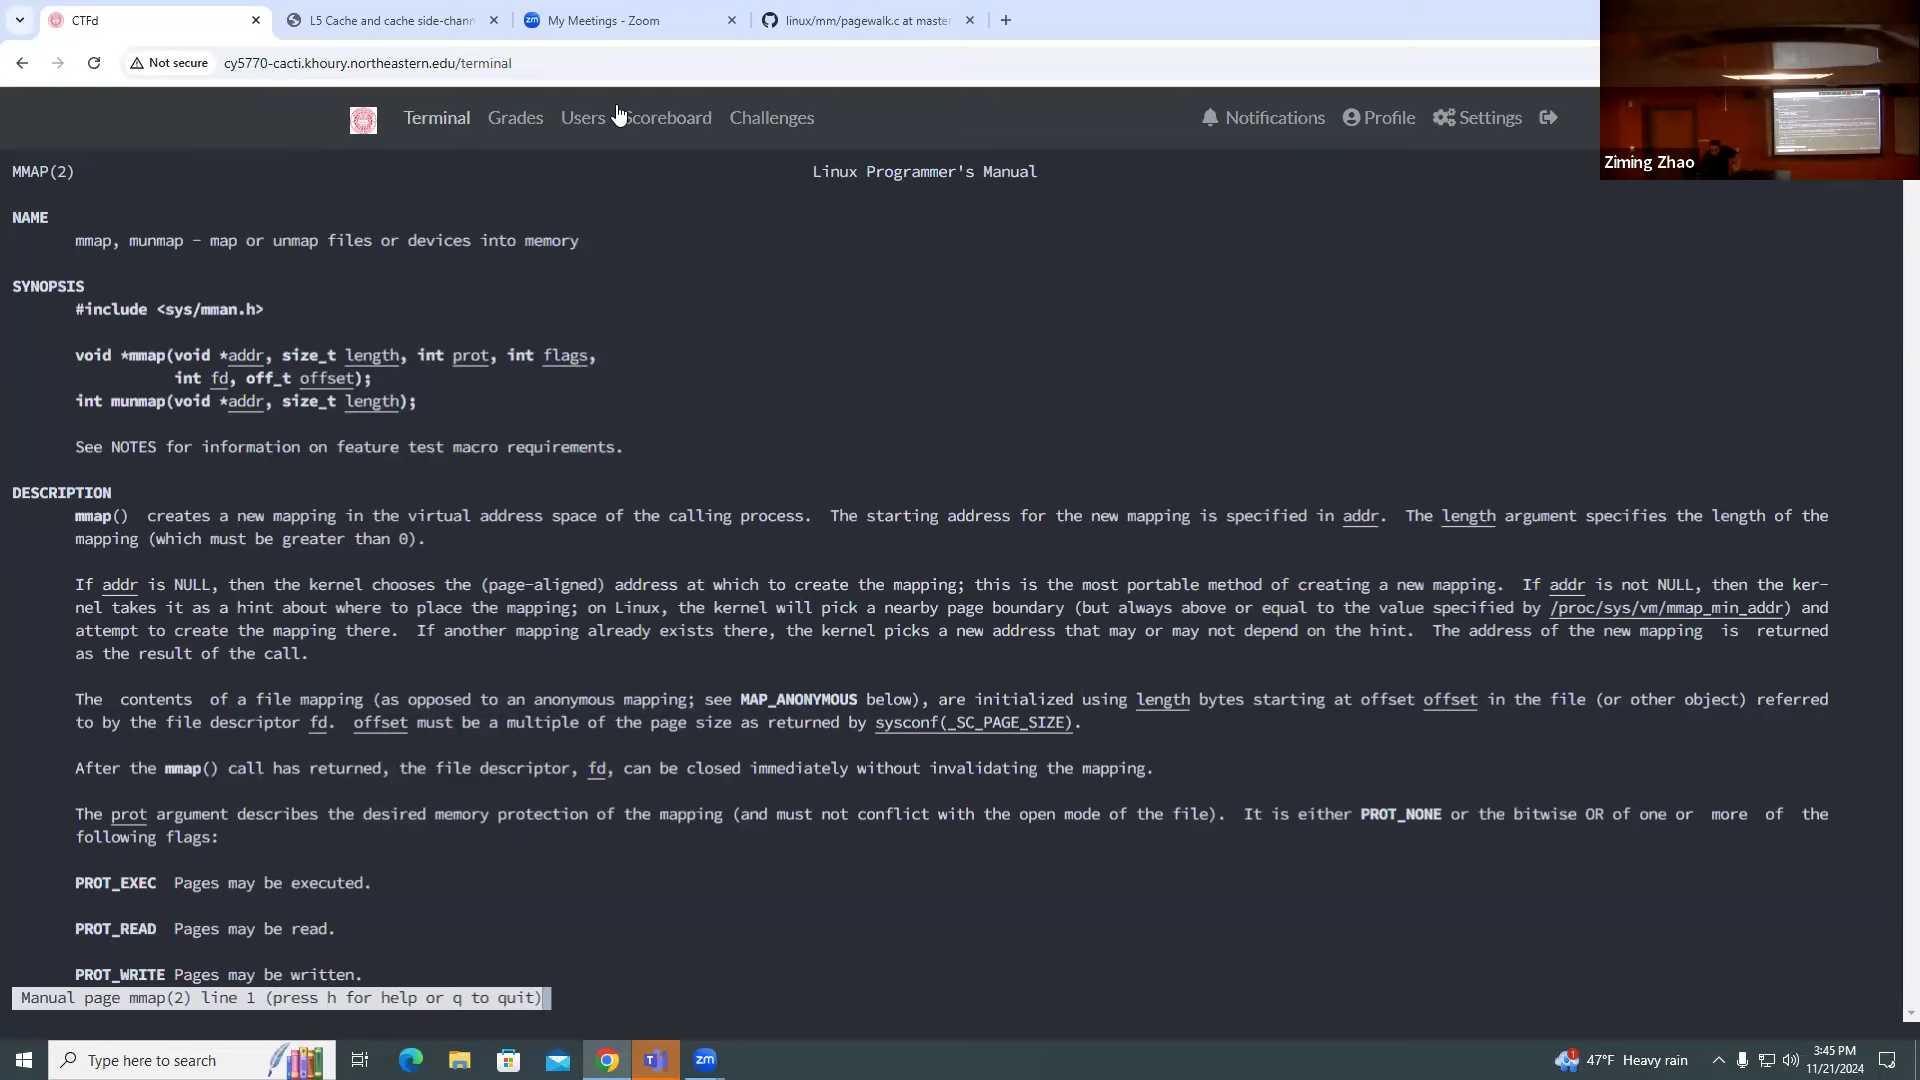 CTFd
L5 Cache and cache side-chann
zm My Meetings - Zoom
linux/mm/pagewalk.c at master
Not secure cy5770-cacti.khoury.northeastern.edu/terminal
Terminal Grades Users Scoreboard Challenges Notifications Profile Settings
Ziming Zhao
MMAP(2) Linux Programmer's Manual
NAME
mmap, munmap - map or unmap files or devices into memory
SYNOPSIS
#include <sys/mman.h>
void *mmap(void *addr, size_t length, int prot, int flags,
int fd, off_t offset);
int munmap(void *addr, size_t length);
See NOTES for information on feature test macro requirements.
DESCRIPTION
mmap() creates a new mapping in the virtual address space of the calling process. The starting address for the new mapping is specified in addr. The length argument specifies the length of the
mapping (which must be greater than 0).
If addr is NULL, then the kernel chooses the (page-aligned) address at which to create the mapping; this is the most portable method of creating a new mapping. If addr is not NULL, then the ker-
nel takes it as a hint about where to place the mapping; on Linux, the kernel will pick a nearby page boundary (but always above or equal to the value specified by /proc/sys/vm/mmap_min_addr) and
attempt to create the mapping there. If another mapping already exists there, the kernel picks a new address that may or may not depend on the hint. The address of the new mapping is returned
as the result of the call.
The contents of a file mapping (as opposed to an anonymous mapping; see MAP_ANONYMOUS below), are initialized using length bytes starting at offset offset in the file (or other object) referred
to by the file descriptor fd. offset must be a multiple of the page size as returned by sysconf(_SC_PAGE_SIZE).
After the mmap() call has returned, the file descriptor, fd, can be closed immediately without invalidating the mapping.
The prot argument describes the desired memory protection of the mapping (and must not conflict with the open mode of the file). It is either PROT_NONE or the bitwise OR of one or more of the
following flags:
PROT_EXEC Pages may be executed.
PROT_READ Pages may be read.
PROT_WRITE Pages may be written.
Manual page mmap(2) line 1 (press h for help or q to quit)
Type here to search
zm
1 47°F Heavy rain
3:45 PM
11/21/2024